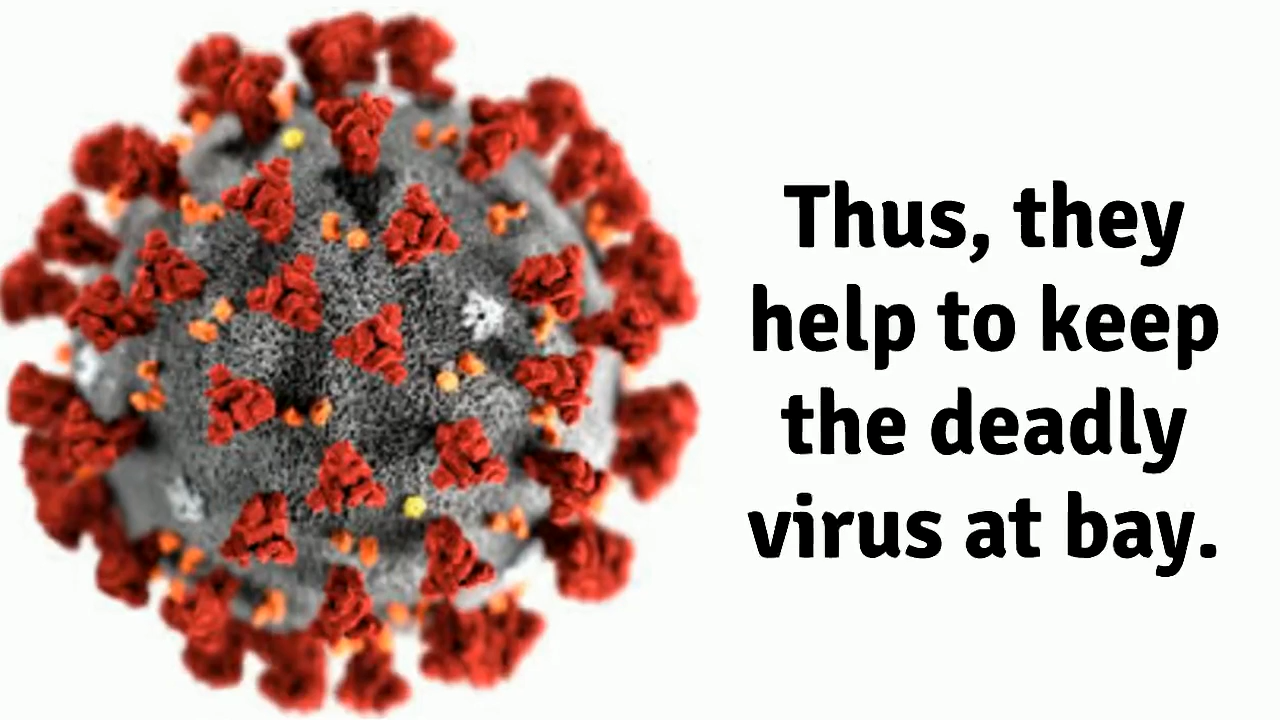 Thus, they
help to keep
the deadly
virus at bay.